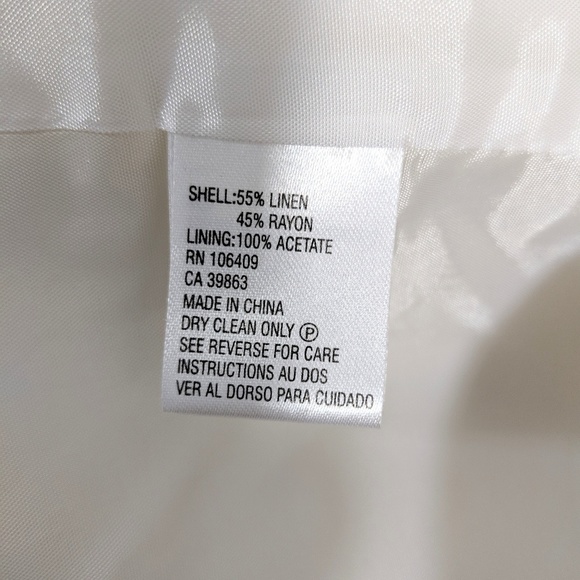 SHELL:55% LINEN
45% RAYON
LINING:100% ACETATE
RN 106409
CA 39863
MADE IN CHINA
DRY CLEAN ONLY Ⓟ
SEE REVERSE FOR CARE
INSTRUCTIONS AU DOS
VER AL DORSO PARA CUIDADO